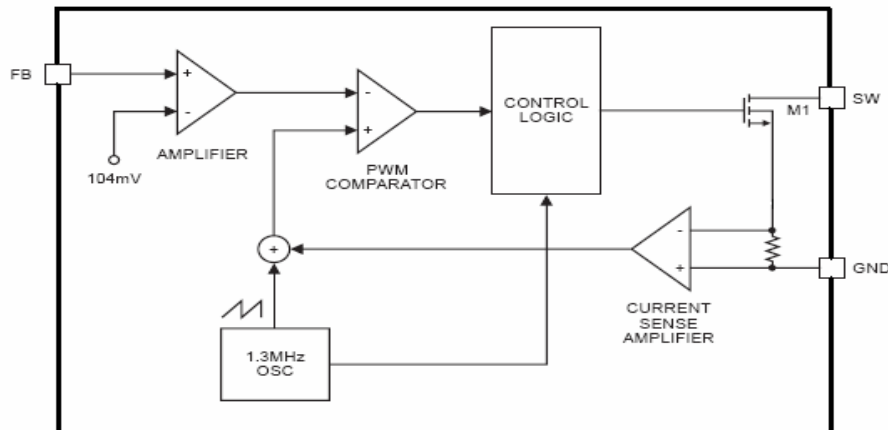 FB
+
-
104mV
AMPLIFIER
-
+
PWM
COMPARATOR
CONTROL
LOGIC
M1
SW
+
-
+
GND
CURRENT
SENSE
AMPLIFIER
1.3MHz
OSC